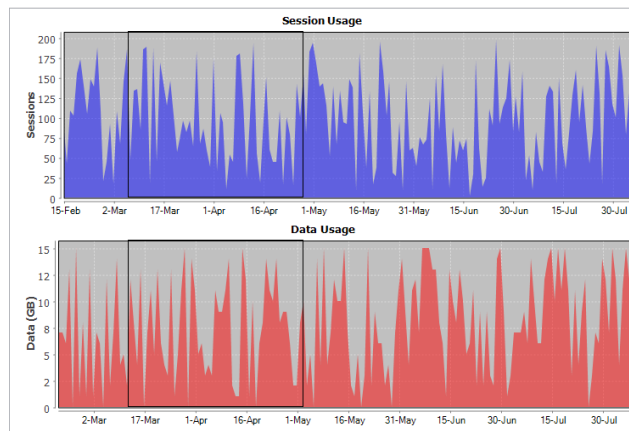 Session Usage
200
175
150
125
100
75
50
25
0
Sessions
15-Feb 2-Mar 17-Mar 1-Apr 16-Apr 1-May 16-May 31-May 15-Jun 30-Jun 15-Jul 30-Jul
Data Usage
15
12
10
8
5
2
0
Data (GB)
2-Mar 17-Mar 1-Apr 16-Apr 1-May 16-May 31-May 15-Jun 30-Jun 15-Jul 30-Jul